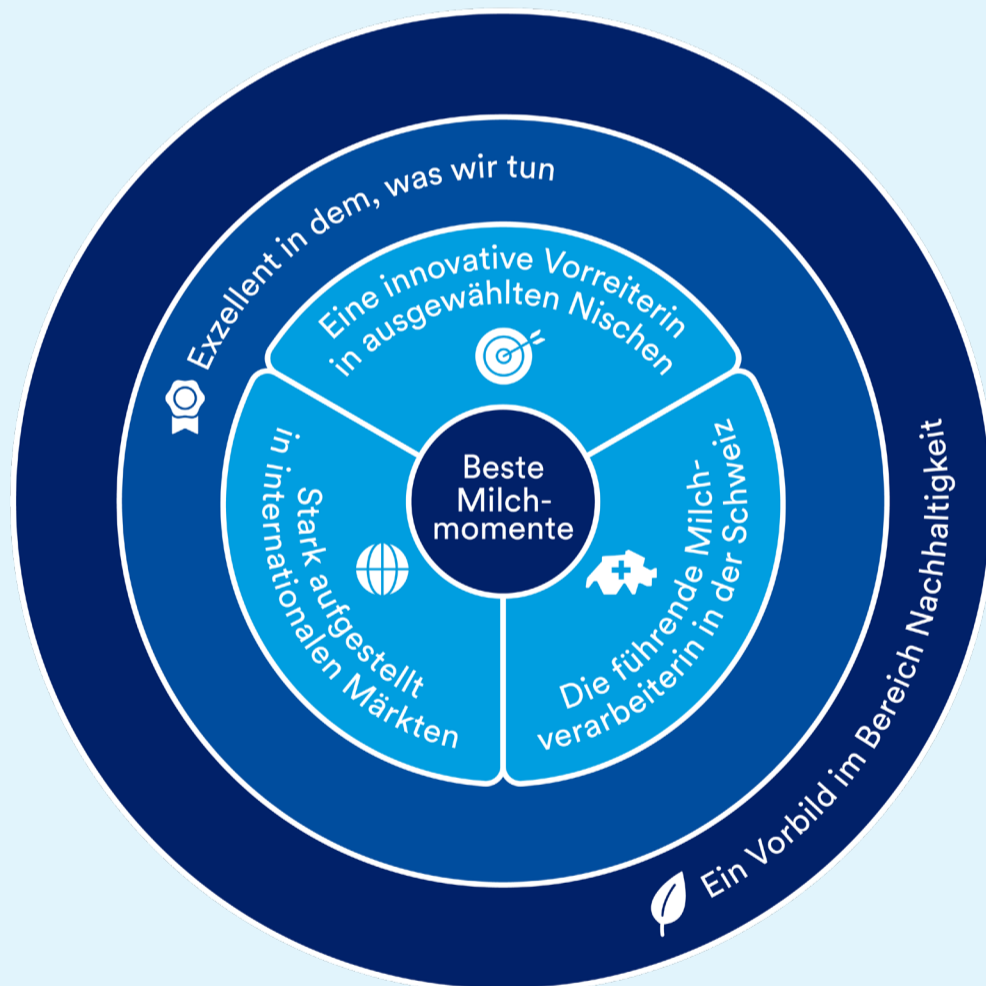 Exzellent in dem, was wir tun
Eine innovative Vorreiterin
in ausgewählten Nischen
Beste
Milch-
momente
Stark aufgestellt
in internationalen Märkten
Die führende Milch-
verarbeiterin in der Schweiz
Ein Vorbild im Bereich Nachhaltigkeit